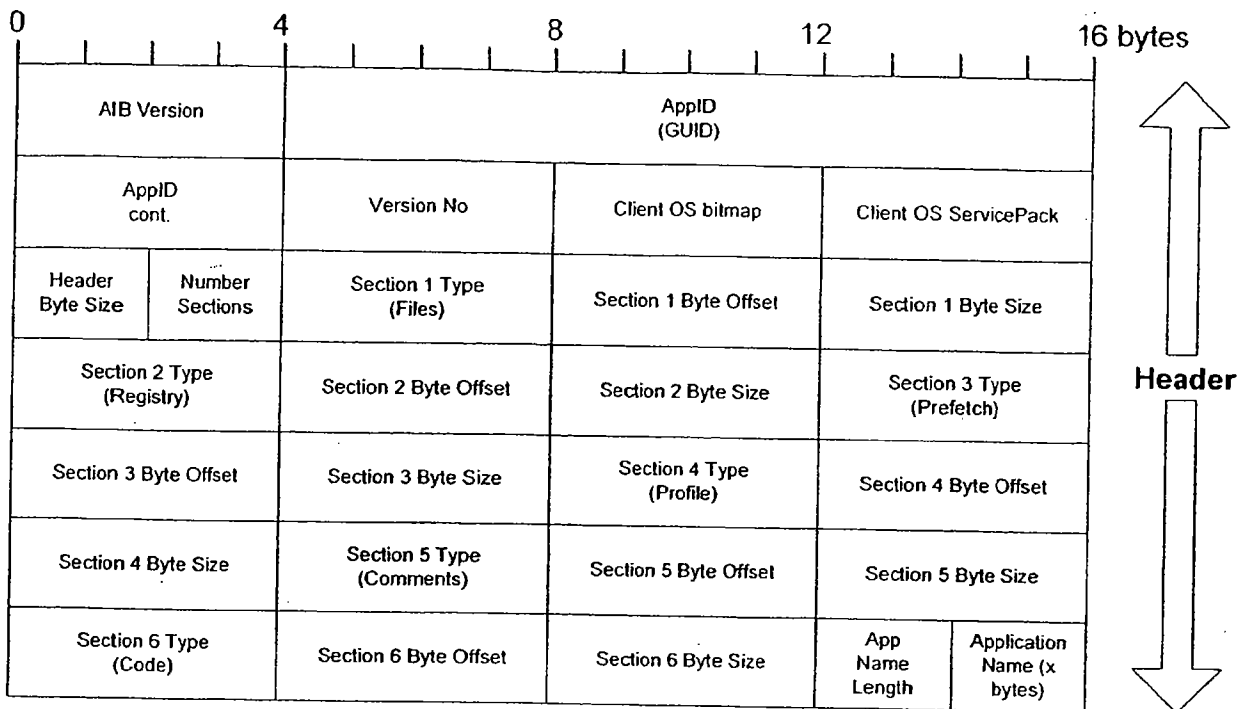 0 4 8 12 16 bytes
AIB Version
AppID
(GUID)
AppID
cont.
Version No
Client OS bitmap
Client OS ServicePack
Header
Byte Size
Number
Sections
Section 1 Type
(Files)
Section 1 Byte Offset
Section 1 Byte Size
Section 2 Type
(Registry)
Section 2 Byte Offset
Section 2 Byte Size
Section 3 Type
(Prefetch)
Header
Section 3 Byte Offset
Section 3 Byte Size
Section 4 Type
(Profile)
Section 4 Byte Offset
Section 4 Byte Size
Section 5 Type
(Comments)
Section 5 Byte Offset
Section 5 Byte Size
Section 6 Type
(Code)
Section 6 Byte Offset
Section 6 Byte Size
App
Name
Length
Application
Name (x
bytes)